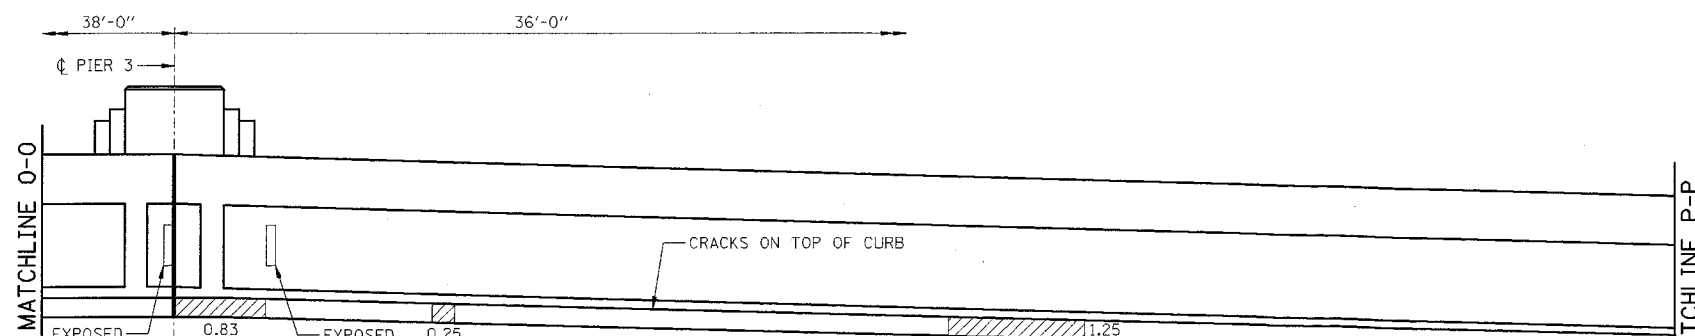 38'-0"
36'-0"
℄ PIER 3
MATCHLINE O-O
CRACKS ON TOP OF CURB
EXPOSED
0.83
EXPOSED
0.25
1.25
TCHLINE P-P